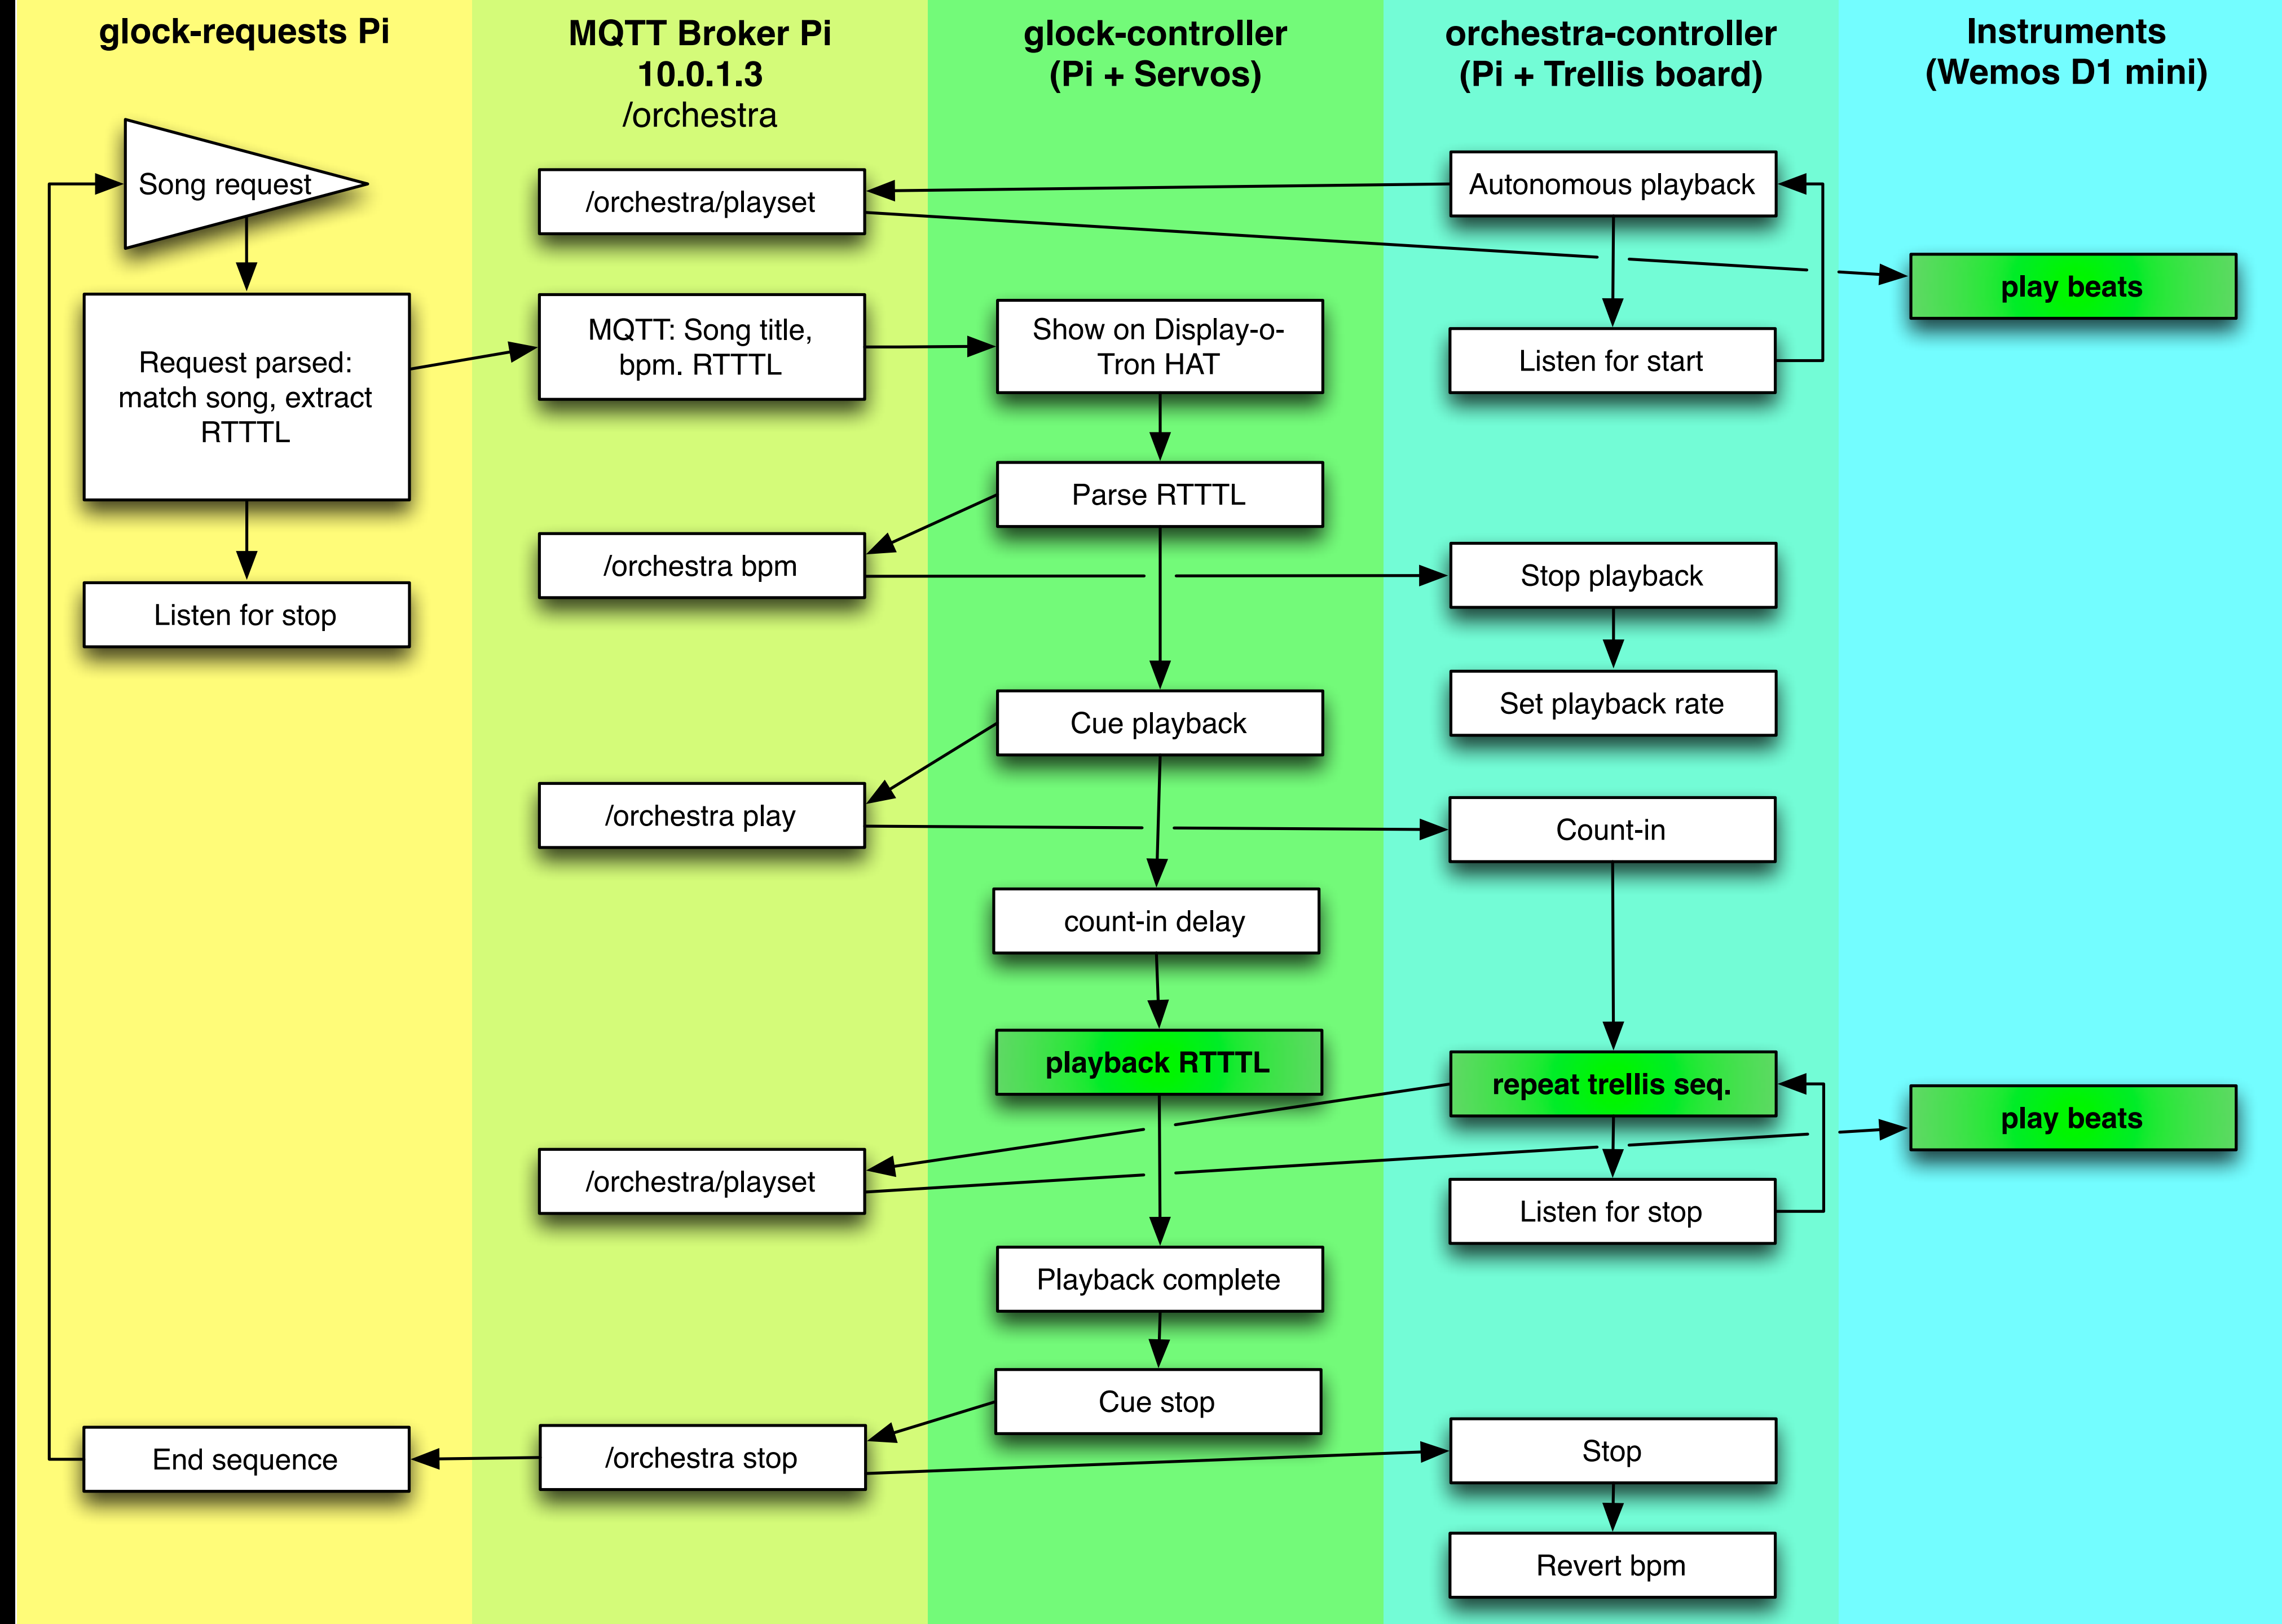 glock-requests Pi
MQTT Broker Pi
10.0.1.3
/orchestra
glock-controller
(Pi + Servos)
orchestra-controller
(Pi + Trellis board)
Instruments
(Wemos D1 mini)
Song request
/orchestra/playset
Autonomous playback
play beats
Request parsed:
match song, extract
RTTTL
MQTT: Song title,
bpm. RTTTL
Show on Display-o-
Tron HAT
Listen for start
Parse RTTTL
/orchestra bpm
Stop playback
Listen for stop
Set playback rate
Cue playback
/orchestra play
Count-in
count-in delay
playback RTTTL
repeat trellis seq.
play beats
/orchestra/playset
Listen for stop
Playback complete
Cue stop
End sequence
/orchestra stop
Stop
Revert bpm